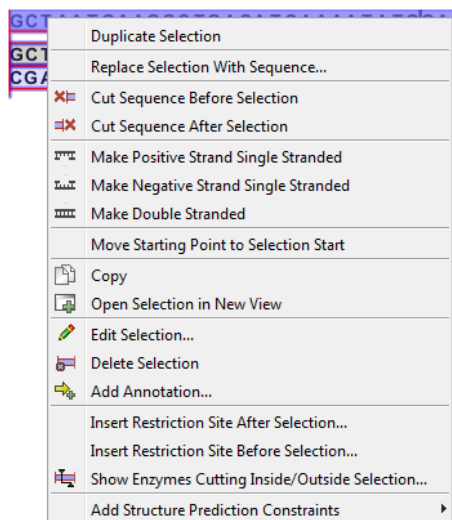 GCT
Duplicate Selection
GCT
Replace Selection With Sequence...
CGA
Cut Sequence Before Selection
Cut Sequence After Selection
Make Positive Strand Single Stranded
Make Negative Strand Single Stranded
Make Double Stranded
Move Starting Point to Selection Start
Copy
Open Selection in New View
Edit Selection...
Delete Selection
Add Annotation...
Insert Restriction Site After Selection...
Insert Restriction Site Before Selection...
Show Enzymes Cutting Inside/Outside Selection...
Add Structure Prediction Constraints